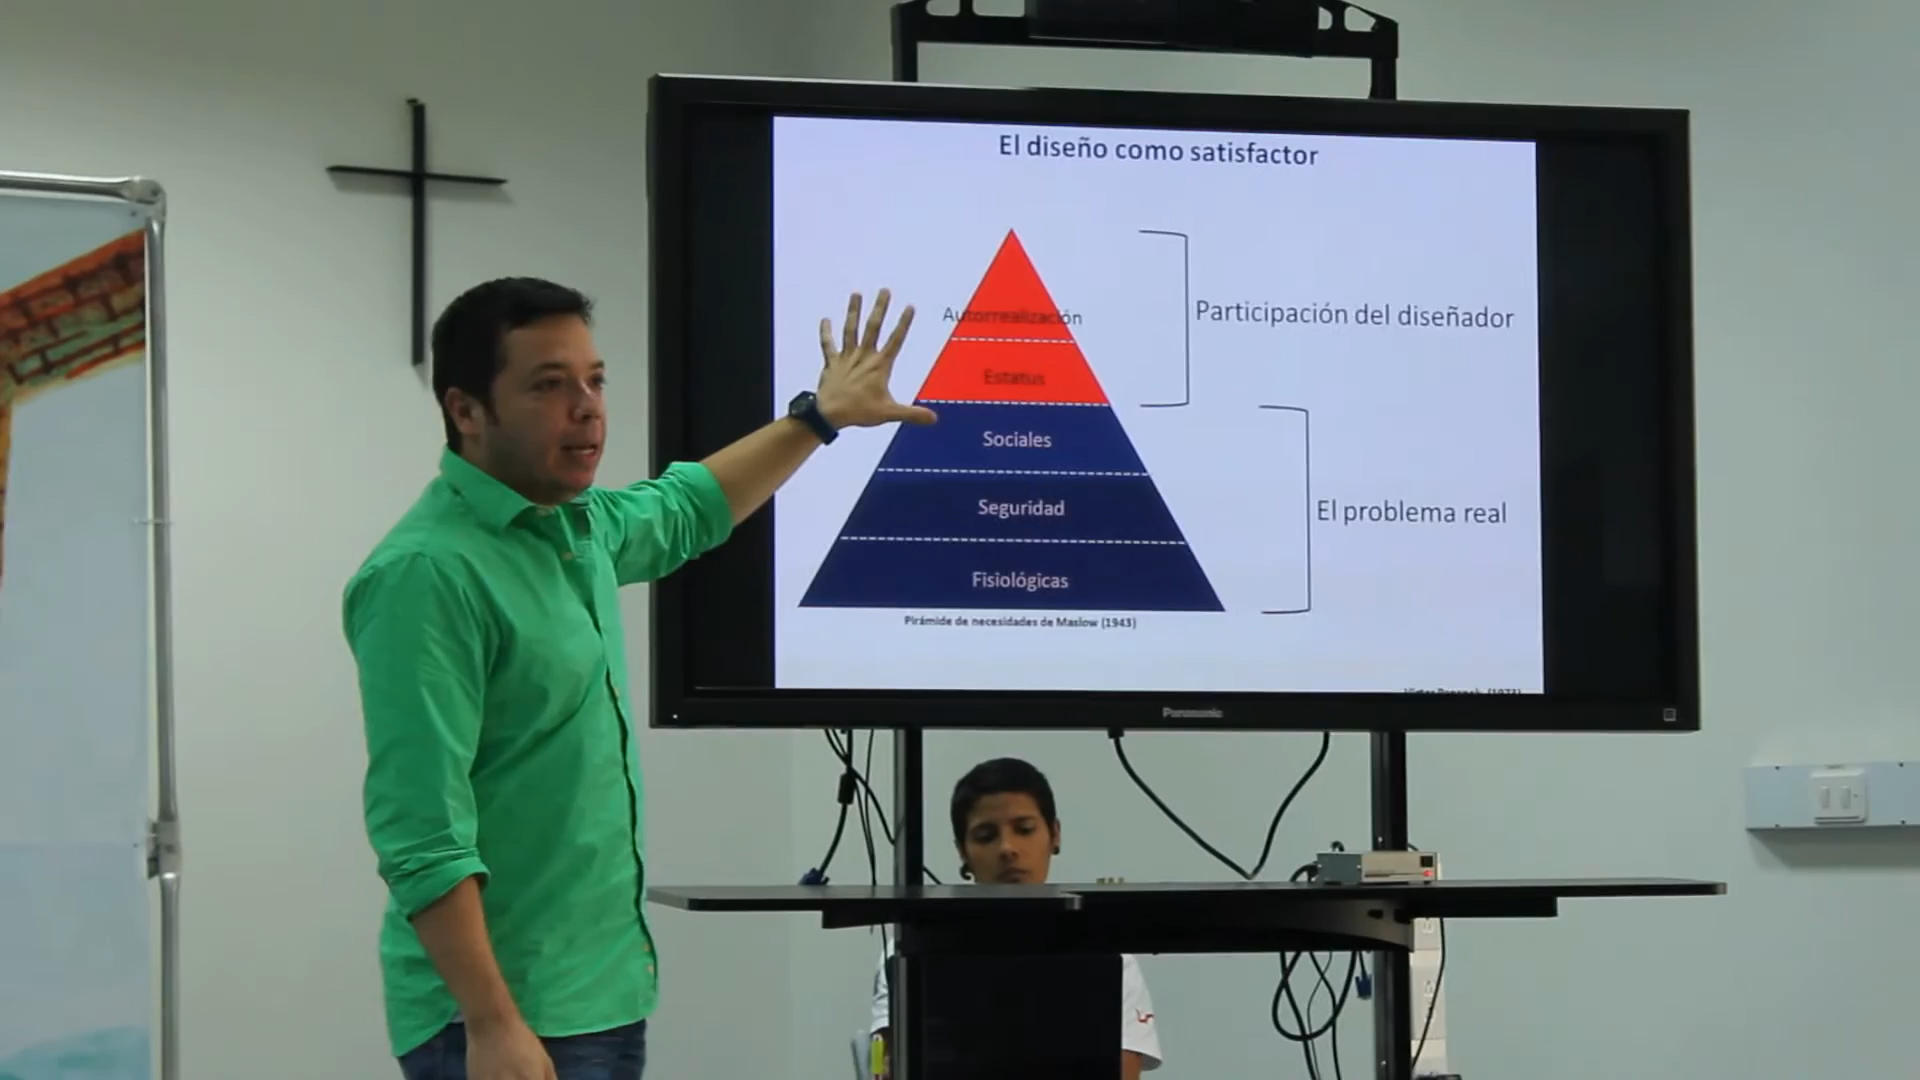 El diseño como satisfactor
Autorrealización
Estatus
Sociales
Seguridad
Fisiológicas
Pirámide de necesidades de Maslow (1943)
Participación del diseñador
El problema real
Panasonic